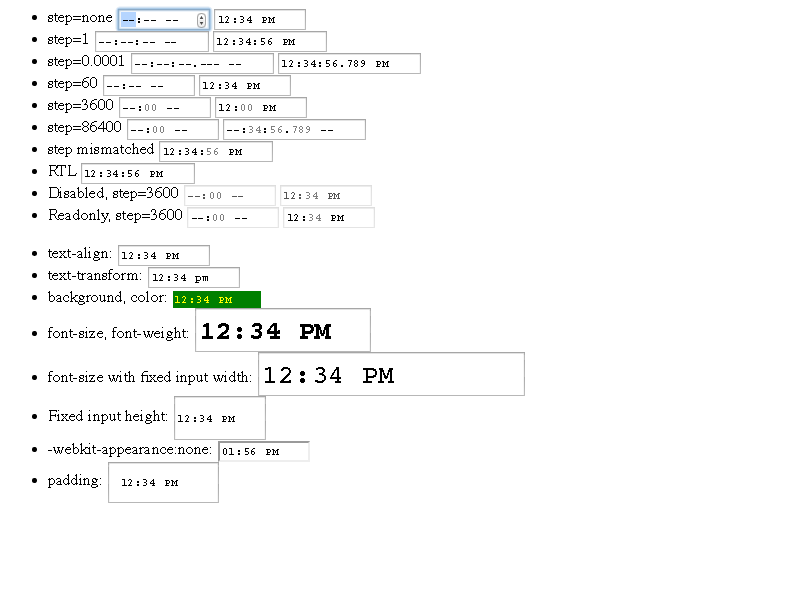 step=none --:-- -- 12:34 PM
step=1 --:--:-- -- 12:34:56 PM
step=0.0001 --:--:--.--- -- 12:34:56.789 PM
step=60 --:-- -- 12:34 PM
step=3600 --:00 -- 12:00 PM
step=86400 --:00 -- --:34:56.789 --
step mismatched 12:34:56 PM
RTL 12:34:56 PM
Disabled, step=3600 --:00 -- 12:34 PM
Readonly, step=3600 --:00 -- 12:34 PM
text-align: 12:34 PM
text-transform: 12:34 pm
background, color: 12:34 PM
font-size, font-weight: 12:34 PM
font-size with fixed input width: 12:34 PM
Fixed input height: 12:34 PM
-webkit-appearance:none: 01:56 PM
padding: 12:34 PM